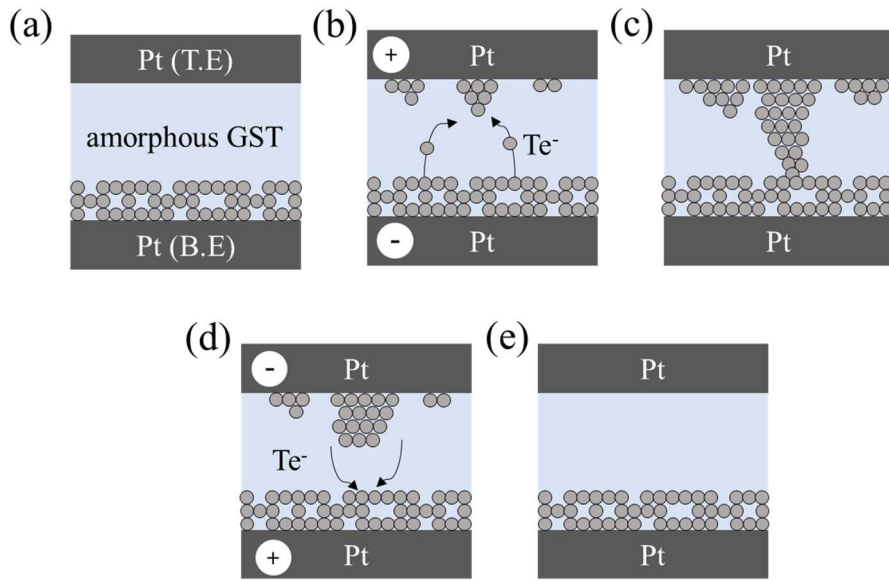 (a)
Pt (T.E)
amorphous GST
Pt (B.E)
(b)
+
Pt
Te⁻
-
Pt
(c)
Pt
Pt
(d)
-
Pt
Te⁻
+
Pt
(e)
Pt
Pt